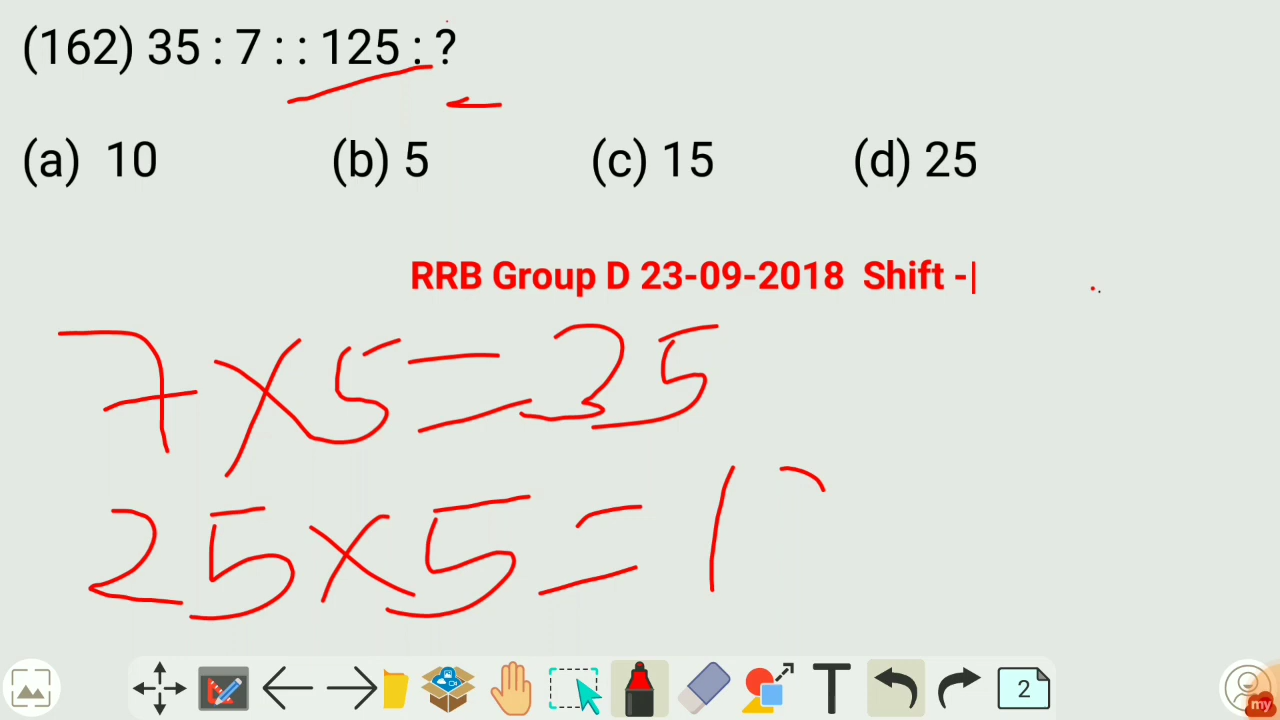 (162) 35 : 7 : : 125 : ?
(a) 10 (b) 5 (c) 15 (d) 25
RRB Group D 23-09-2018 Shift -|
7 × 5 = 35
25 × 5 = 1
T 2
my